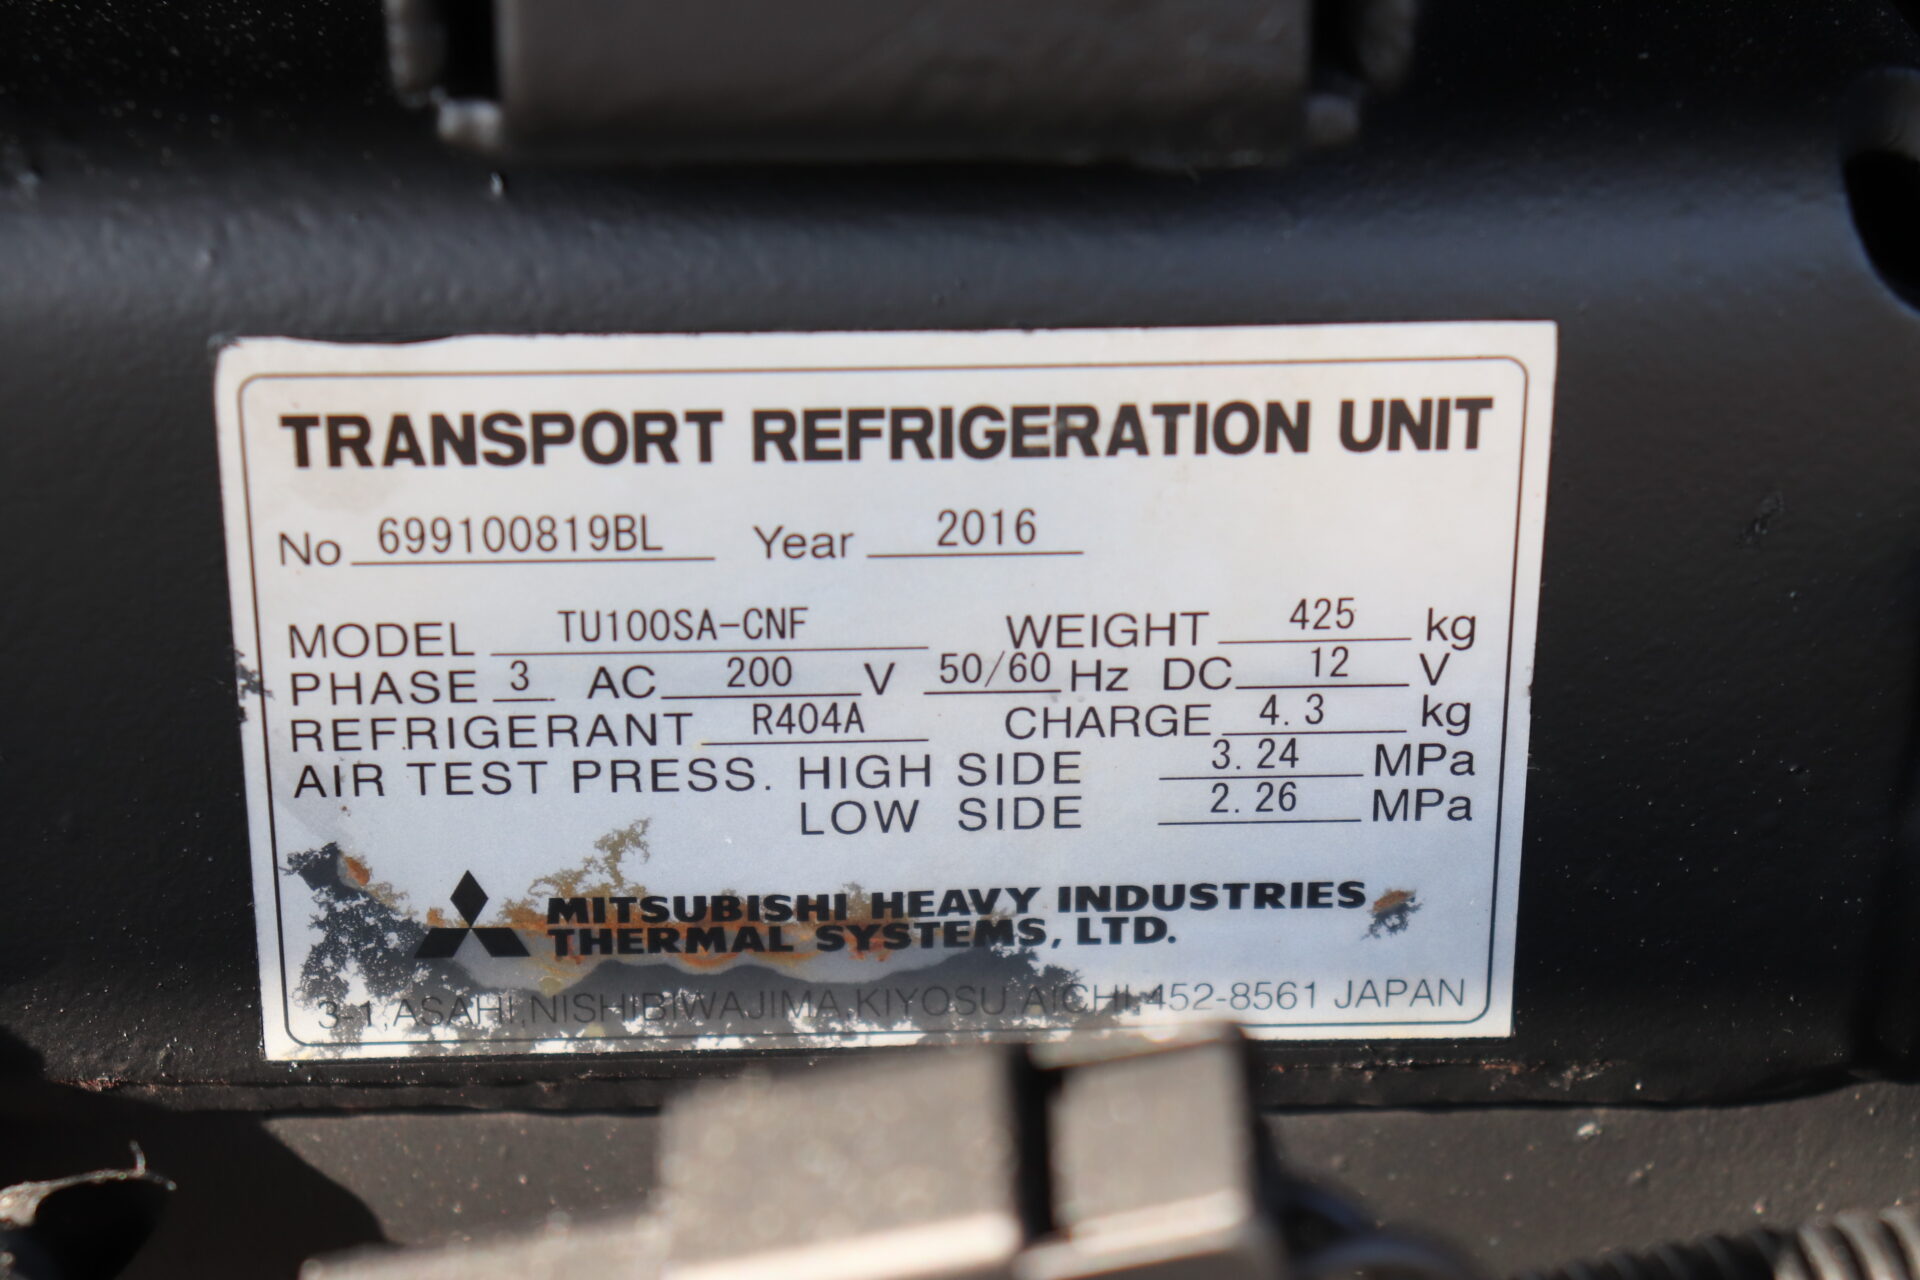 TRANSPORT REFRIGERATION UNIT
No 699100819BL Year 2016
MODEL TU100SA-CNF WEIGHT 425 kg
PHASE 3 AC 200 V 50/60 Hz DC 12 V
REFRIGERANT R404A CHARGE 4.3 kg
AIR TEST PRESS. HIGH SIDE 3.24 MPa
LOW SIDE 2.26 MPa
MITSUBISHI HEAVY INDUSTRIES
THERMAL SYSTEMS, LTD.
3-1,ASAHI,NISHIBIWAJIMA,KIYOSU,AICHI,452-8561 JAPAN